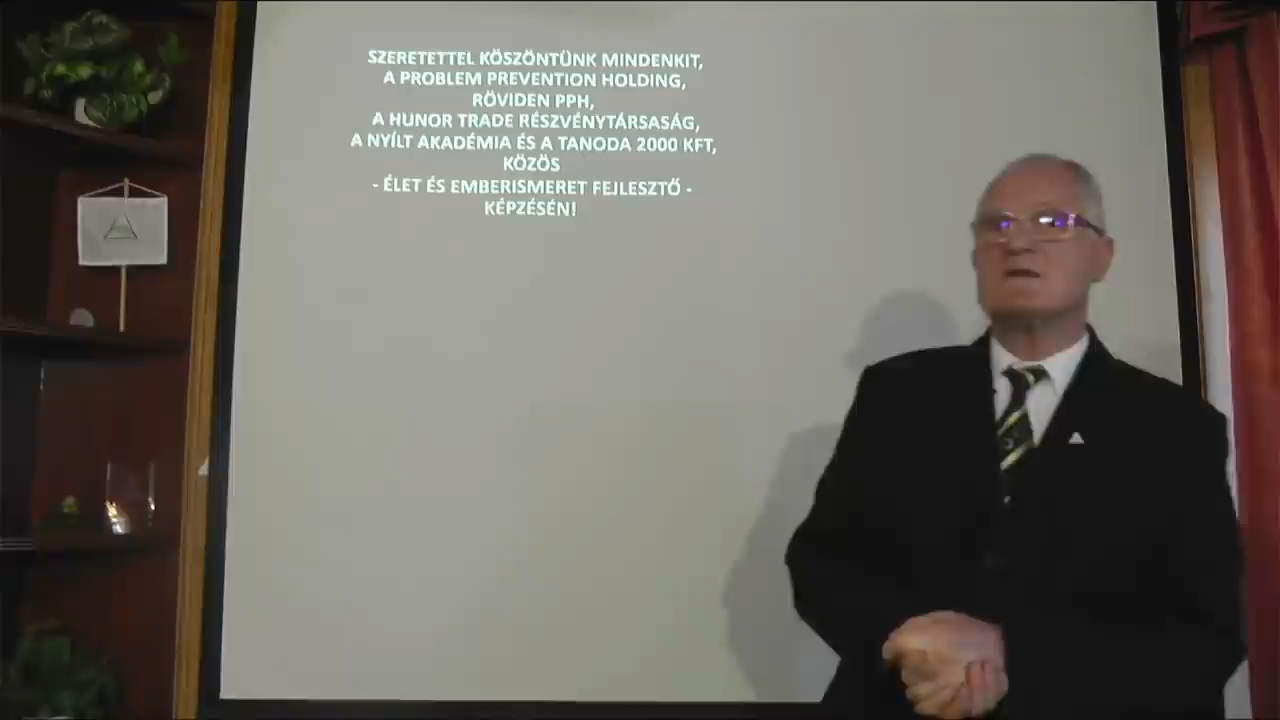 SZERETETTEL KÖSZÖNTÜNK MINDENKIT,
A PROBLEM PREVENTION HOLDING,
RÖVIDEN PPH,
A HUNOR TRADE RÉSZVÉNYTÁRSASÁG,
A NYÍLT AKADÉMIA ÉS A TANODA 2000 KFT,
KÖZÖS
- ÉLET ÉS EMBERISMERET FEJLESZTŐ -
KÉPZÉSÉN!